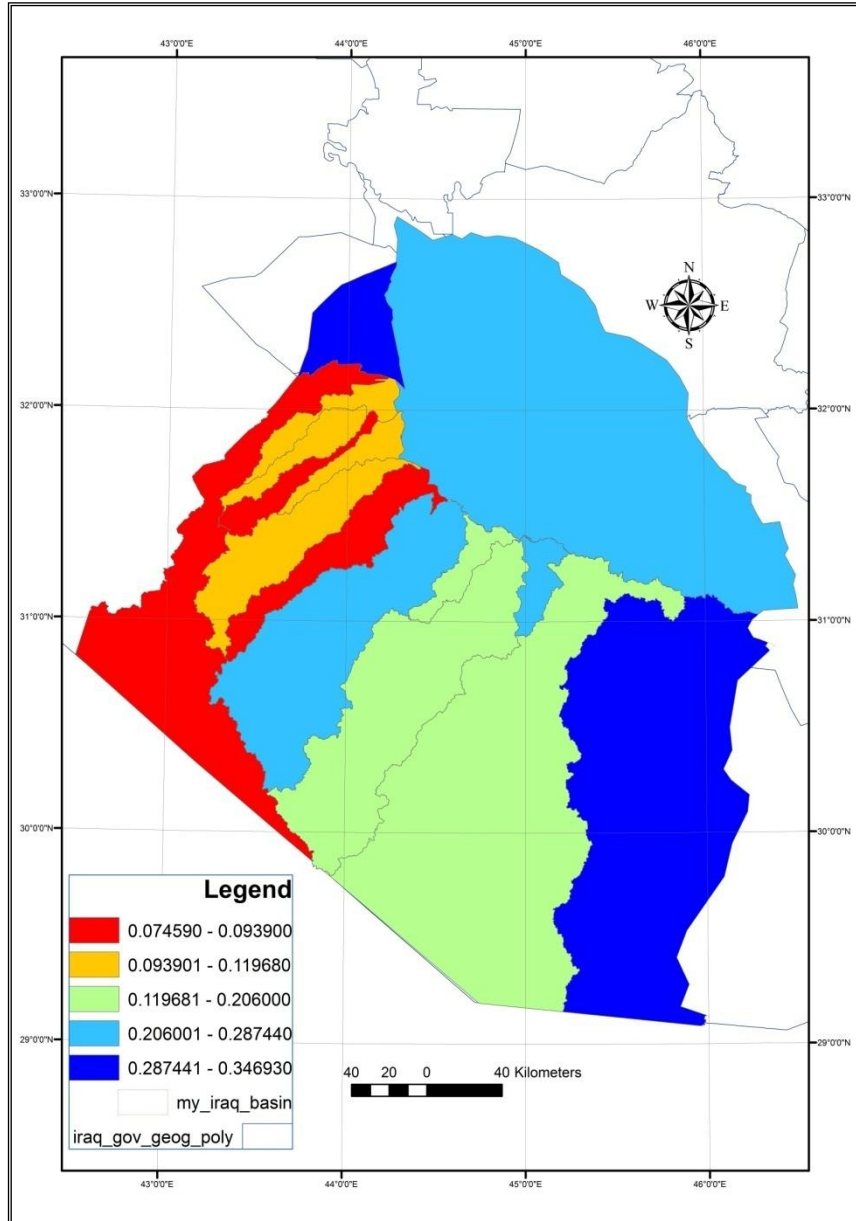 43°0'0"E 44°0'0"E 45°0'0"E 46°0'0"E
33°0'0"N 33°0'0"N
N
W E
S
32°0'0"N 32°0'0"N
31°0'0"N 31°0'0"N
30°0'0"N 30°0'0"N
Legend
0.074590 - 0.093900
0.093901 - 0.119680
0.119681 - 0.206000
0.206001 - 0.287440
0.287441 - 0.346930
my_iraq_basin
iraq_gov_geog_poly
29°0'0"N 29°0'0"N
40 20 0 40 Kilometers
43°0'0"E 44°0'0"E 45°0'0"E 46°0'0"E